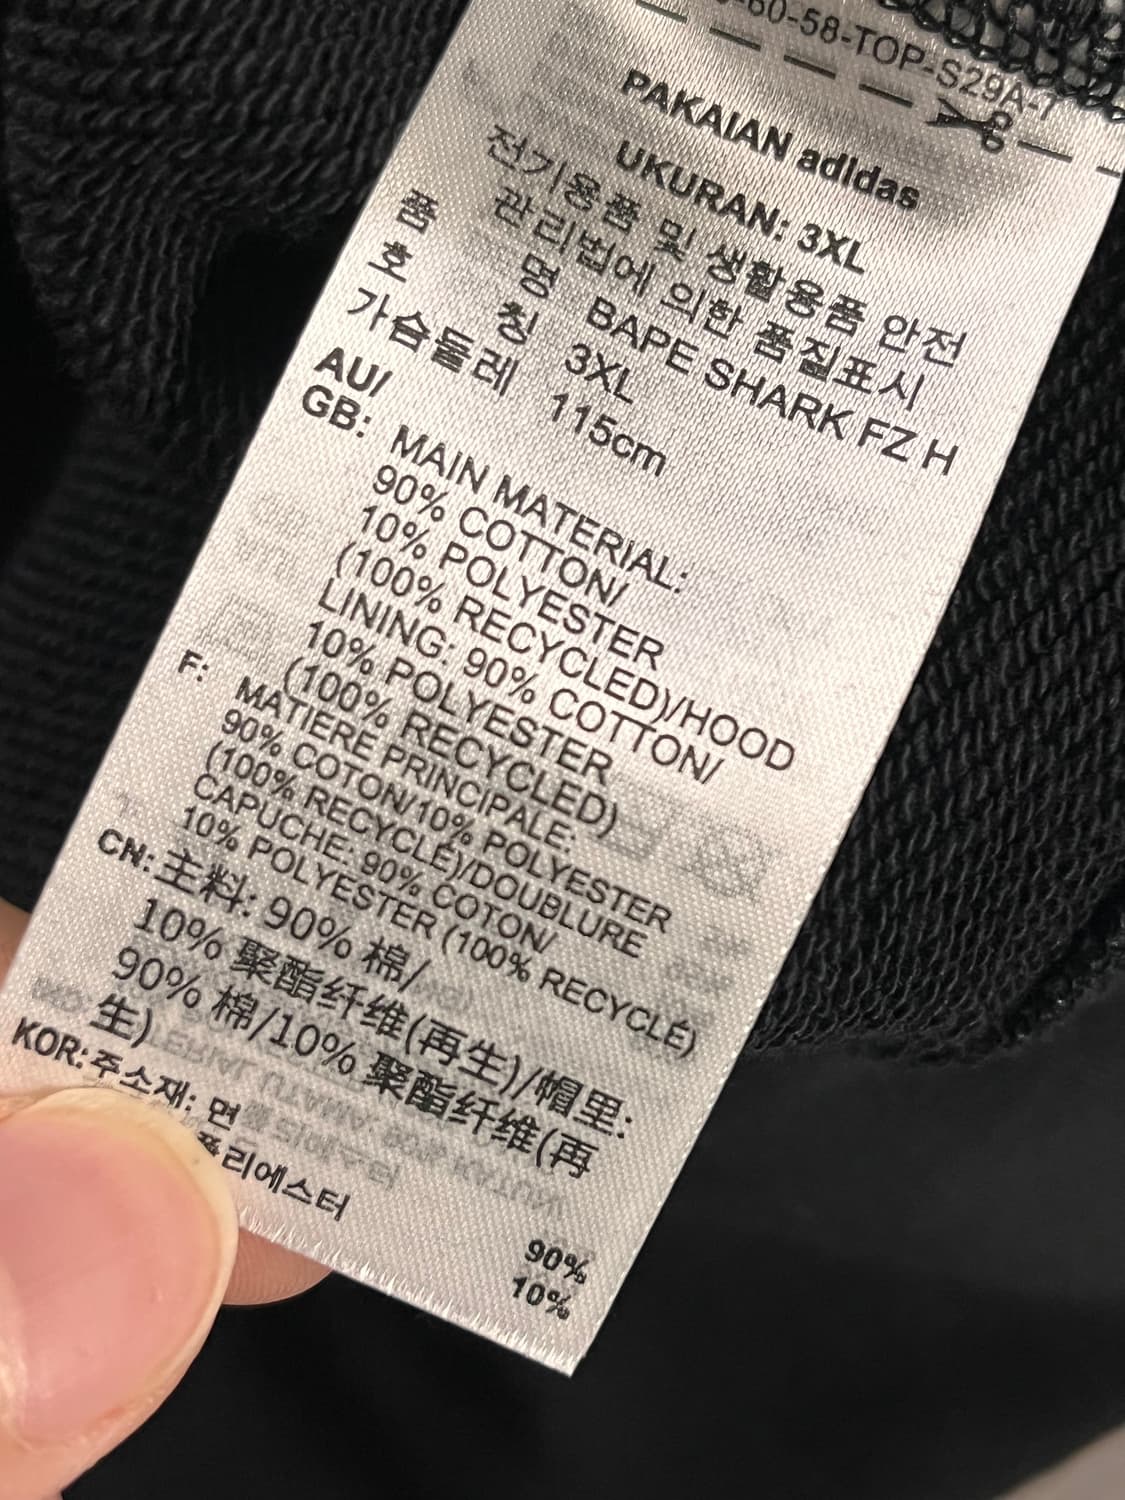 -60-58-TOP-S29A-7
PAKAIAN adidas
UKURAN: 3XL
전기용품 및 생활용품 안전
관리법에 의한 품질표시
품 명 BAPE SHARK FZ H
호 칭 3XL
가슴둘레 115cm
AU/
GB: MAIN MATERIAL:
90% COTTON/
10% POLYESTER
(100% RECYCLED)/HOOD
LINING: 90% COTTON/
10% POLYESTER
(100% RECYCLED)
F: MATIERE PRINCIPALE:
90% COTON/10% POLYESTER
(100% RECYCLÉ)/DOUBLURE
CAPUCHE: 90% COTON/
10% POLYESTER (100% RECYCLÉ)
CN: 主料: 90% 棉/
10% 聚酯纤维(再生)/帽里:
90% 棉/10% 聚酯纤维(再
生)
KOR: 주소재: 면 90%
폴리에스터 10%